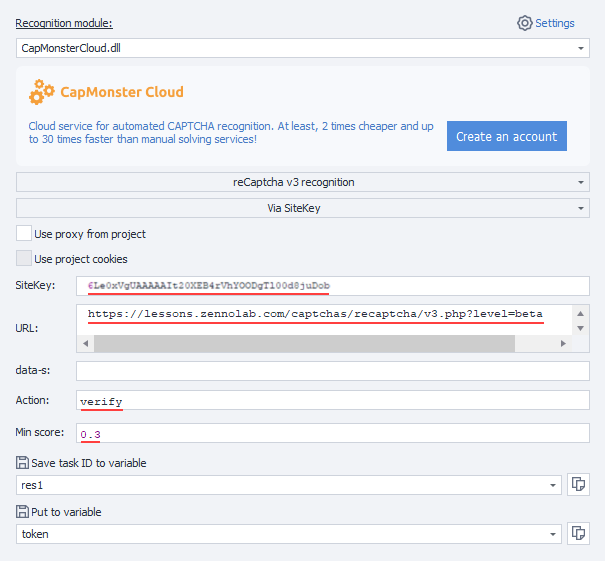 Recognition module:
Settings
CapMonsterCloud.dll
CapMonster Cloud
Cloud service for automated CAPTCHA recognition. At least, 2 times cheaper and up
to 30 times faster than manual solving services!
Create an account
reCaptcha v3 recognition
Via SiteKey
Use proxy from project
Use project cookies
SiteKey:
URL:
https://lessons.zennolab.com/captchas/recaptcha/v3.php?level=beta
data-s:
Action:
verify
Min score:
0.3
Save task ID to variable
res1
Put to variable
token